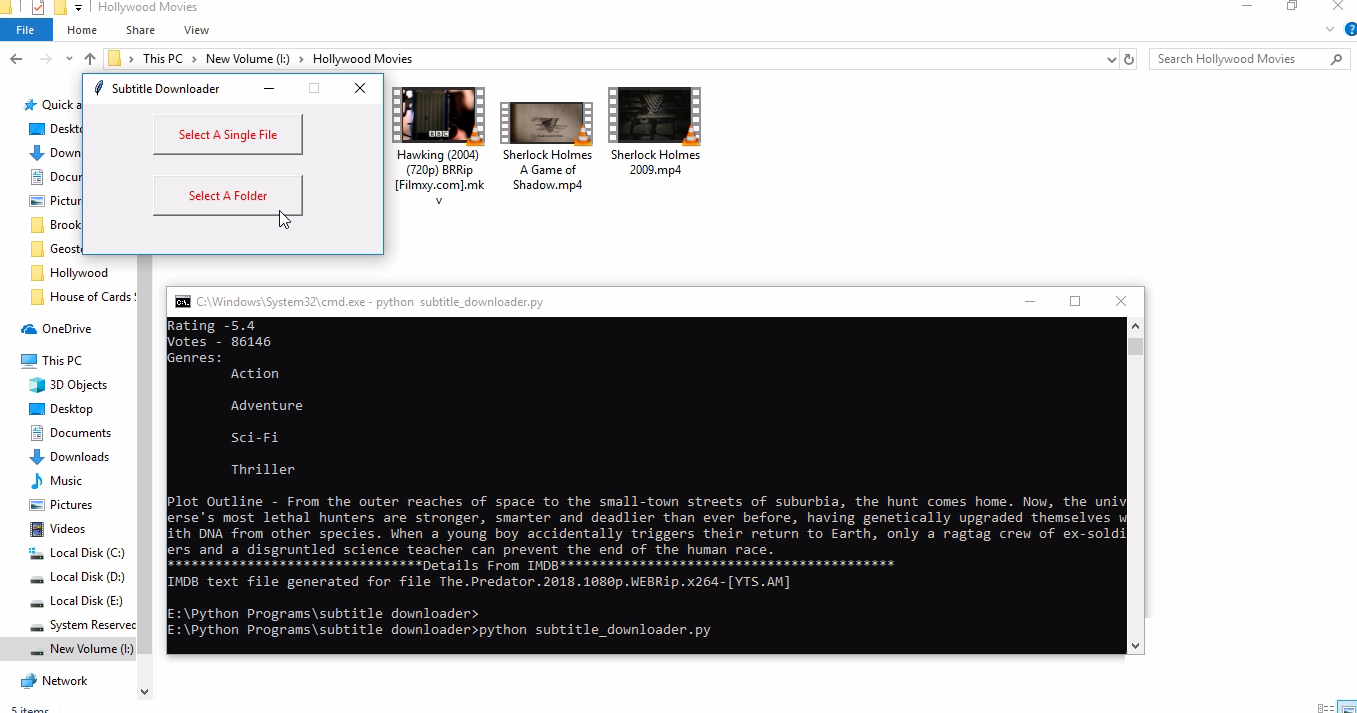 Hollywood Movies
File Home Share View
This PC New Volume (I:) Hollywood Movies
Search Hollywood Movies
Subtitle Downloader
Select A Single File
Select A Folder
Quick a
Deskt
Down
Docur
Pictur
Brook
Geost
Hollywood
House of Cards
OneDrive
This PC
3D Objects
Desktop
Documents
Downloads
Music
Pictures
Videos
Local Disk (C:)
Local Disk (D:)
Local Disk (E:)
System Reserved
New Volume (I:)
Network
5 items
BBC
Hawking (2004)
(720p) BRRip
[Filmxy.com].mk
v
Sherlock Holmes
A Game of
Shadow.mp4
Sherlock Holmes
2009.mp4
C:\Windows\System32\cmd.exe - python subtitle_downloader.py
Rating -5.4
Votes - 86146
Genres:
Action
Adventure
Sci-Fi
Thriller
Plot Outline - From the outer reaches of space to the small-town streets of suburbia, the hunt comes home. Now, the univ
erse's most lethal hunters are stronger, smarter and deadlier than ever before, having genetically upgraded themselves w
ith DNA from other species. When a young boy accidentally triggers their return to Earth, only a ragtag crew of ex-soldi
ers and a disgruntled science teacher can prevent the end of the human race.
********************************Details From IMDB******************************************
IMDB text file generated for file The.Predator.2018.1080p.WEBRip.x264-[YTS.AM]
E:\Python Programs\subtitle downloader>
E:\Python Programs\subtitle downloader>python subtitle_downloader.py